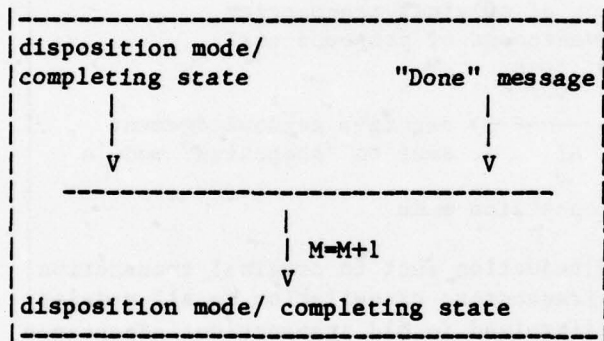 disposition mode/
completing state "Done" message
M=M+1
disposition mode/ completing state